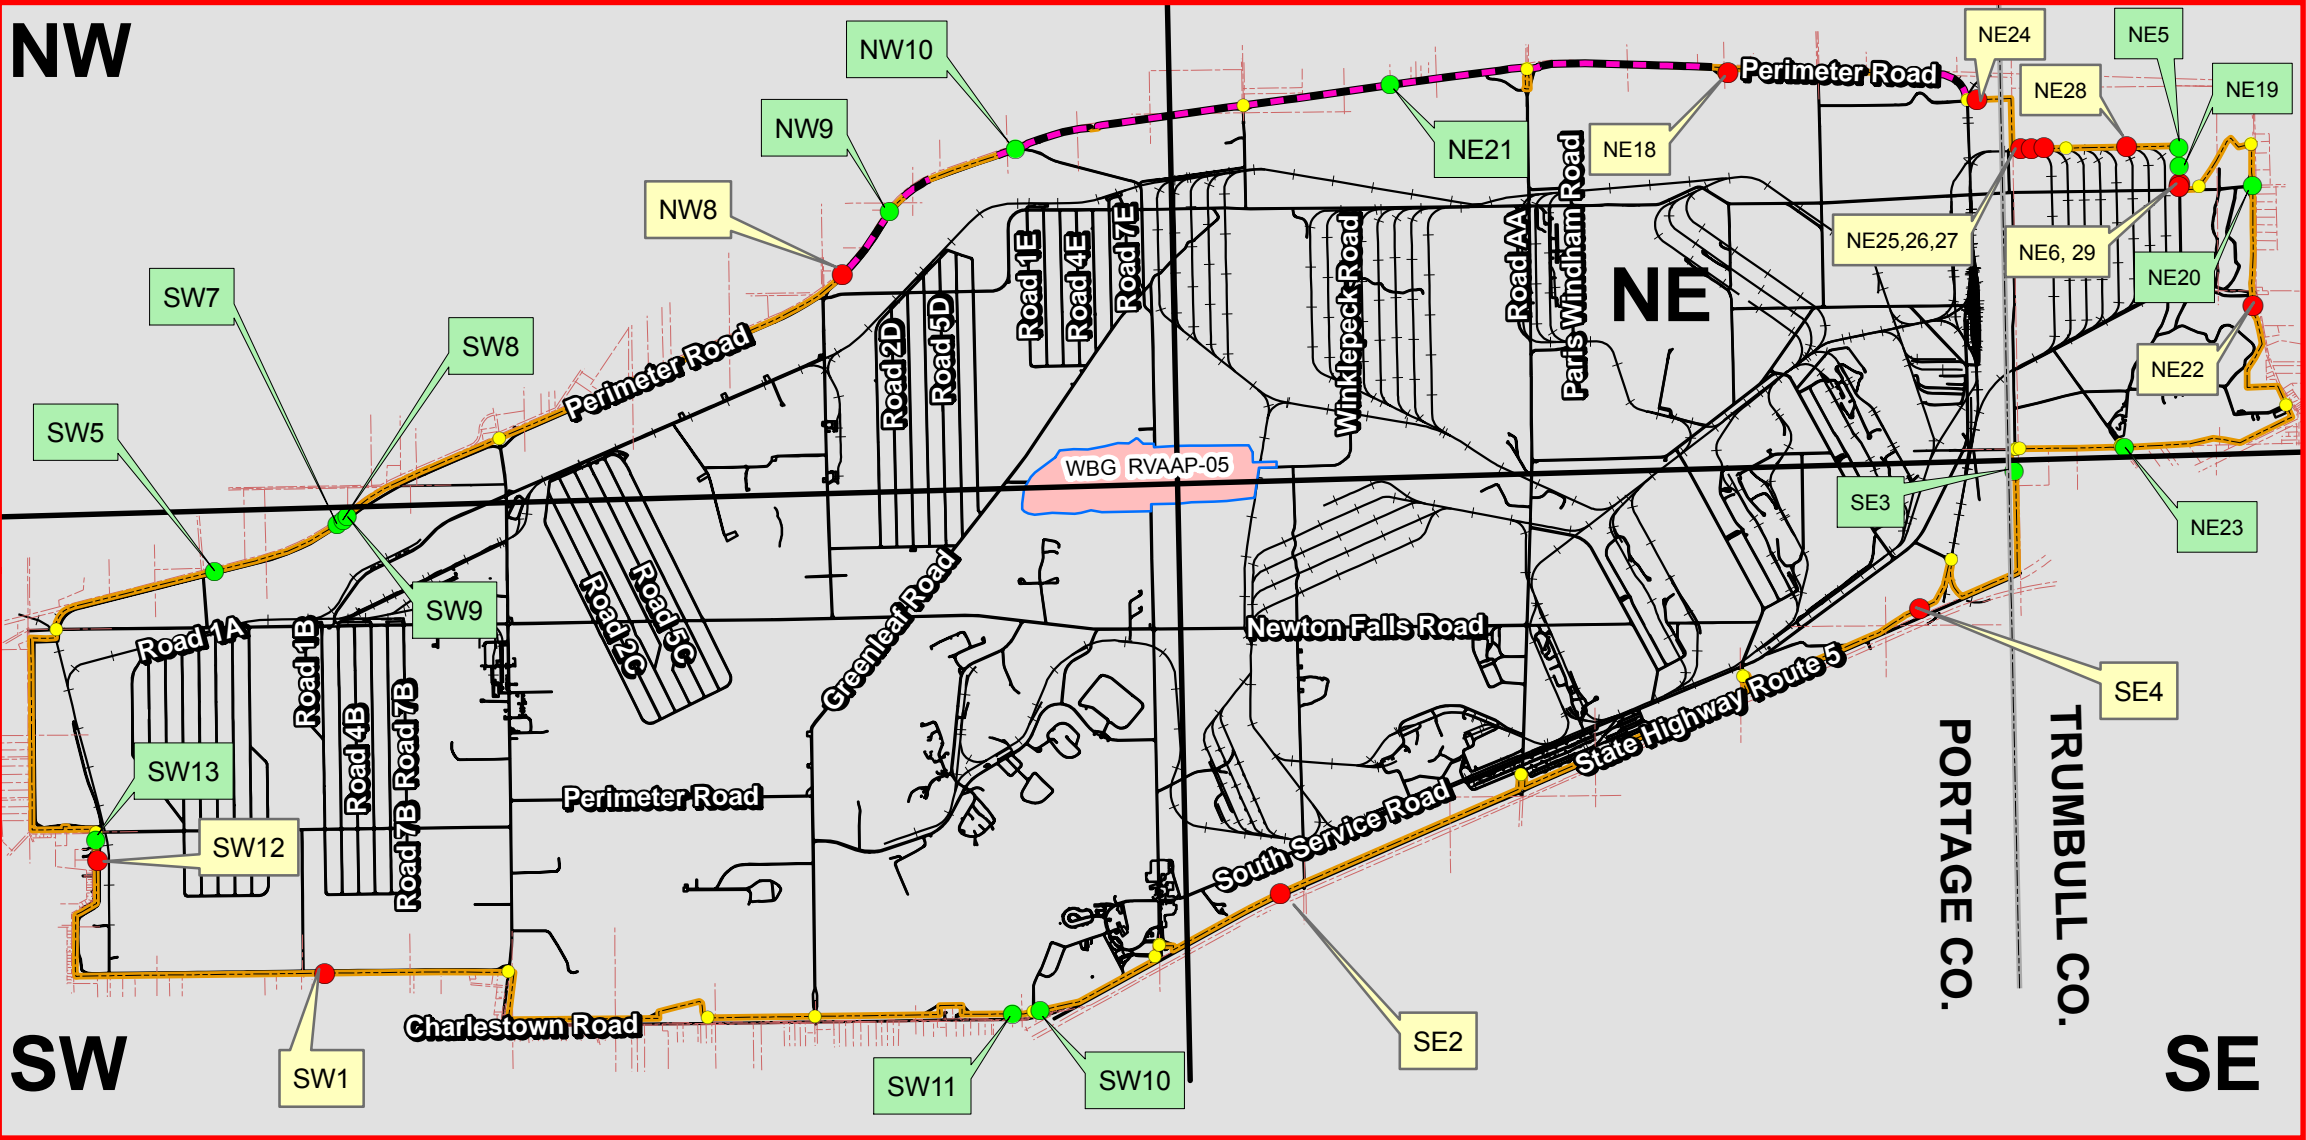 NW
NW10
NW9
NW8
NE21
NE18
Perimeter Road
NE24
NE5
NE28
NE19
NE25,26,27
NE6, 29
NE20
NE22
NE
Road 1E
Road 4E
Road 7E
Winklepeck Road
Road AA
Paris Windham Road
SW7
SW8
SW5
SW9
Perimeter Road
Road 2D
Road 5D
WBG RVAAP-05
SE3
NE23
Road 1A
Road 1B
Road 4B
Road 7B
Road 7B
Road 2C
Road 5C
Greenleaf Road
Newton Falls Road
State Highway Route 5
SE4
PORTAGE CO.
TRUMBULL CO.
SW13
SW12
Perimeter Road
South Service Road
SW1
Charlestown Road
SW11
SW10
SE2
SW
SE